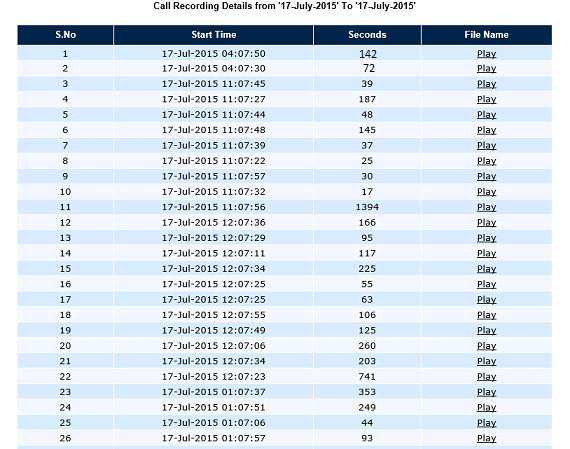 Call Recording Details from '17-July-2015' To '17-July-2015'
S.No Start Time Seconds File Name
1 17-Jul-2015 04:07:50 142 Play
2 17-Jul-2015 04:07:30 72 Play
3 17-Jul-2015 11:07:45 39 Play
4 17-Jul-2015 11:07:27 187 Play
5 17-Jul-2015 11:07:44 48 Play
6 17-Jul-2015 11:07:48 145 Play
7 17-Jul-2015 11:07:39 37 Play
8 17-Jul-2015 11:07:22 25 Play
9 17-Jul-2015 11:07:57 30 Play
10 17-Jul-2015 11:07:32 17 Play
11 17-Jul-2015 11:07:56 1394 Play
12 17-Jul-2015 12:07:36 166 Play
13 17-Jul-2015 12:07:29 95 Play
14 17-Jul-2015 12:07:11 117 Play
15 17-Jul-2015 12:07:34 225 Play
16 17-Jul-2015 12:07:25 55 Play
17 17-Jul-2015 12:07:25 63 Play
18 17-Jul-2015 12:07:55 106 Play
19 17-Jul-2015 12:07:49 125 Play
20 17-Jul-2015 12:07:06 260 Play
21 17-Jul-2015 12:07:34 203 Play
22 17-Jul-2015 12:07:23 741 Play
23 17-Jul-2015 01:07:37 353 Play
24 17-Jul-2015 01:07:51 249 Play
25 17-Jul-2015 01:07:06 44 Play
26 17-Jul-2015 01:07:57 93 Play